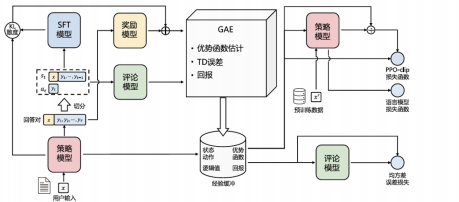 KL
散度
SFT
模型
奖励
模型
GAE
• 优势函数估计
• TD误差
• 回报
策略
模型
PPO-clip
损失函数
x'
预训练数据
语言模型
损失函数
评论
模型
切分
回答对
x y₁,y₂,…,y_T
策略
模型
x
用户输入
状态 优势
动作 函数
逻辑值 回报
经验缓冲
评论
模型
均方差
误差损失